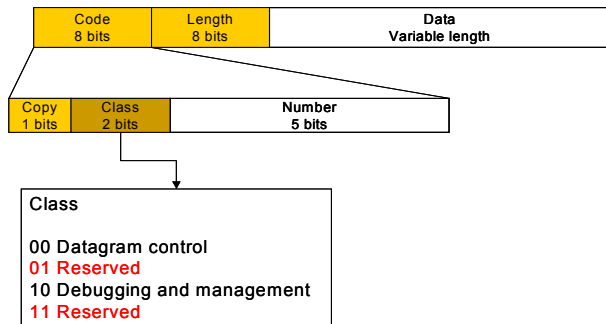 Code
8 bits
Length
8 bits
Data
Variable length
Copy
1 bits
Class
2 bits
Number
5 bits
Class
00 Datagram control
01 Reserved
10 Debugging and management
11 Reserved